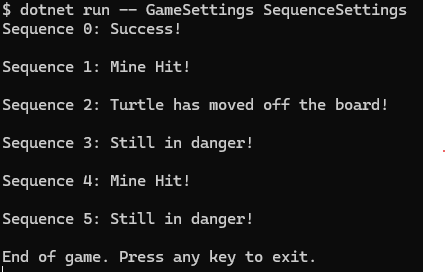 $ dotnet run -- GameSettings SequenceSettings
Sequence 0: Success!
Sequence 1: Mine Hit!
Sequence 2: Turtle has moved off the board!
Sequence 3: Still in danger!
Sequence 4: Mine Hit!
Sequence 5: Still in danger!
End of game. Press any key to exit.